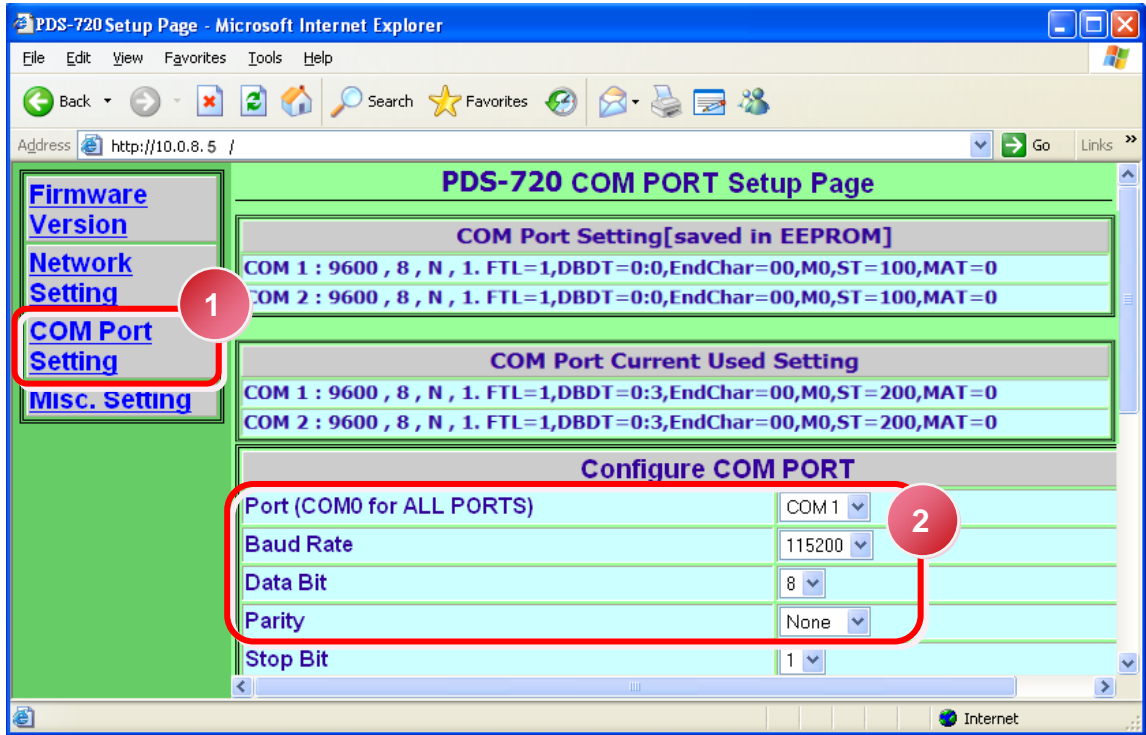 PDS-720 Setup Page - Microsoft Internet Explorer
File Edit View Favorites Tools Help
Back Search Favorites
Address http://10.0.8.5 / Go Links »
Firmware
Version
Network
Setting
1
COM Port
Setting
Misc. Setting
PDS-720 COM PORT Setup Page
COM Port Setting[saved in EEPROM]
COM 1 : 9600 , 8 , N , 1. FTL=1,DBDT=0:0,EndChar=00,M0,ST=100,MAT=0
COM 2 : 9600 , 8 , N , 1. FTL=1,DBDT=0:0,EndChar=00,M0,ST=100,MAT=0
COM Port Current Used Setting
COM 1 : 9600 , 8 , N , 1. FTL=1,DBDT=0:3,EndChar=00,M0,ST=200,MAT=0
COM 2 : 9600 , 8 , N , 1. FTL=1,DBDT=0:3,EndChar=00,M0,ST=200,MAT=0
Configure COM PORT
Port (COM0 for ALL PORTS) COM 1
2
Baud Rate 115200
Data Bit 8
Parity None
Stop Bit 1
Internet